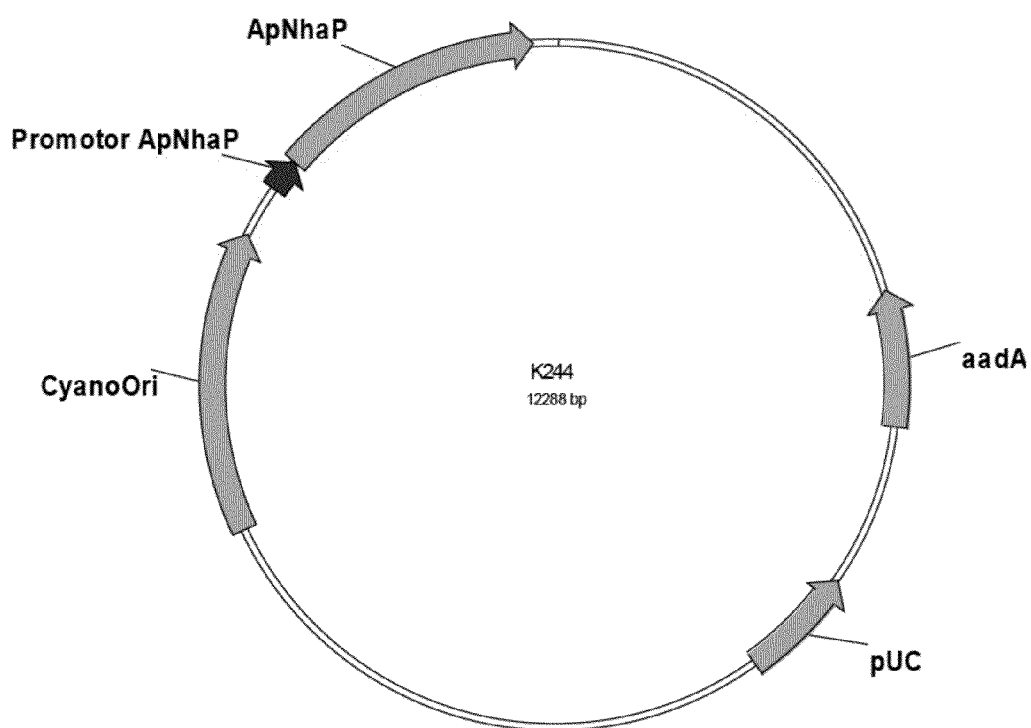 ApNhaP
Promotor ApNhaP
CyanoOri
K244
12288 bp
aadA
pUC